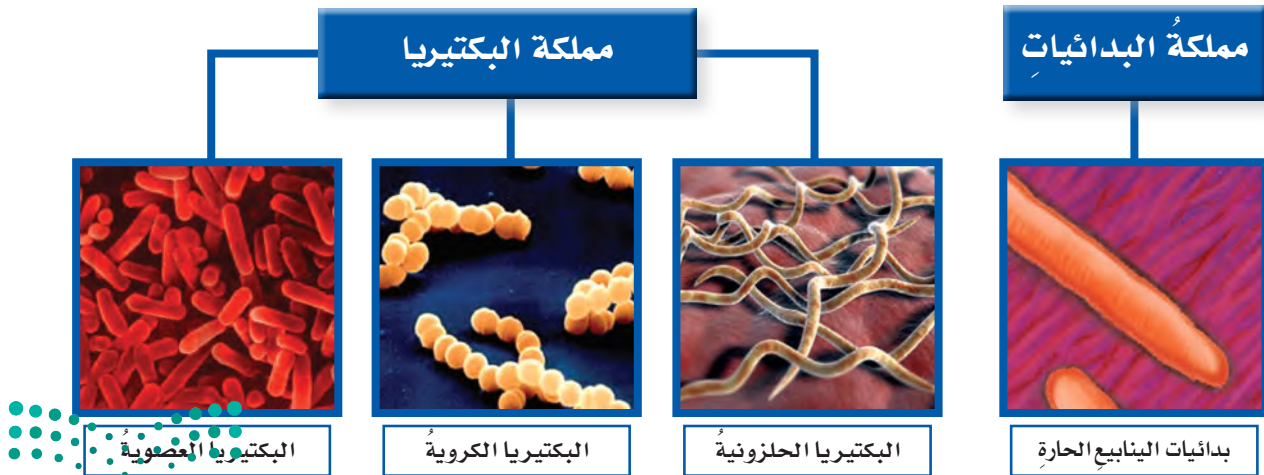 مملكةُ البدائياتِ
مملكة البكتيريا
بدائيات الينابيعِ الحارةِ
البكتيريا الحلزونيةُ
البكتيريا الكرويةُ
البكتيريا العصويةُ